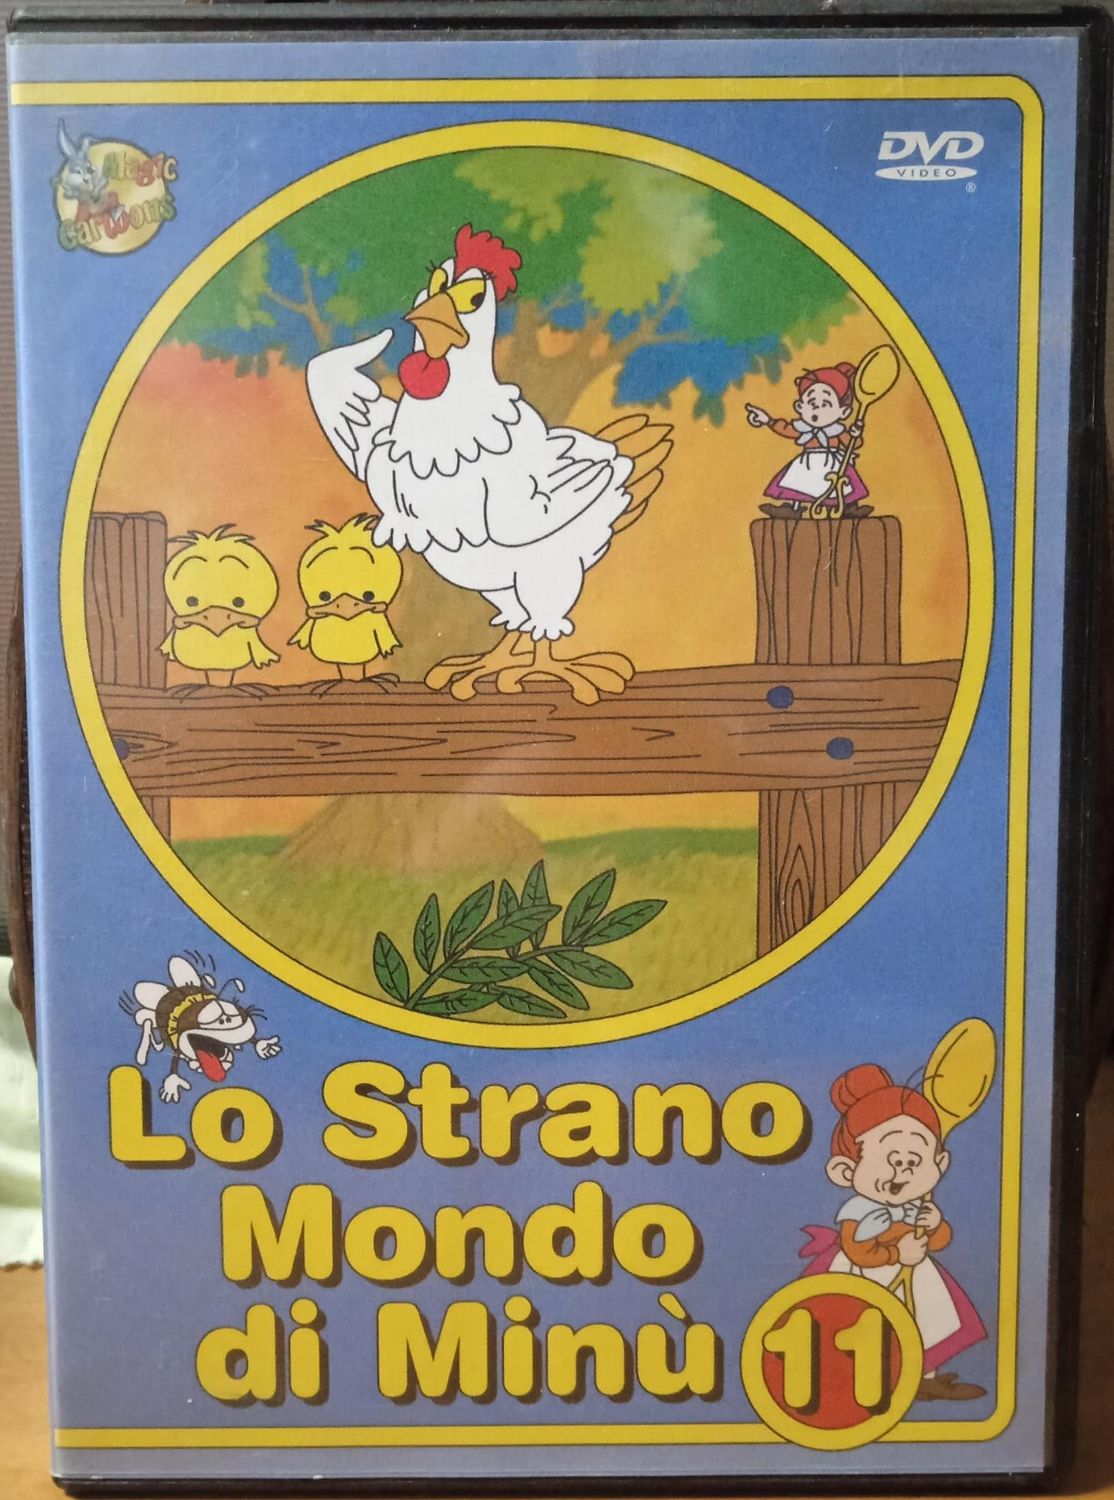 Magic
Cartoons
DVD
VIDEO
®
Lo Strano
Mondo
di Minù
11